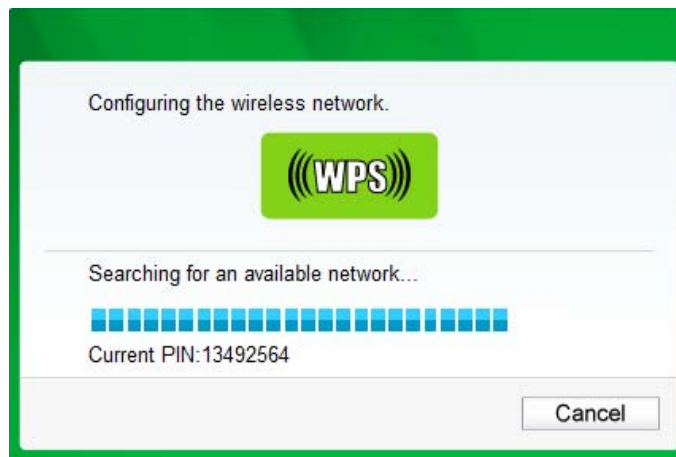 Configuring the wireless network.
(((WPS)))
Searching for an available network...
Current PIN:13492564
Cancel